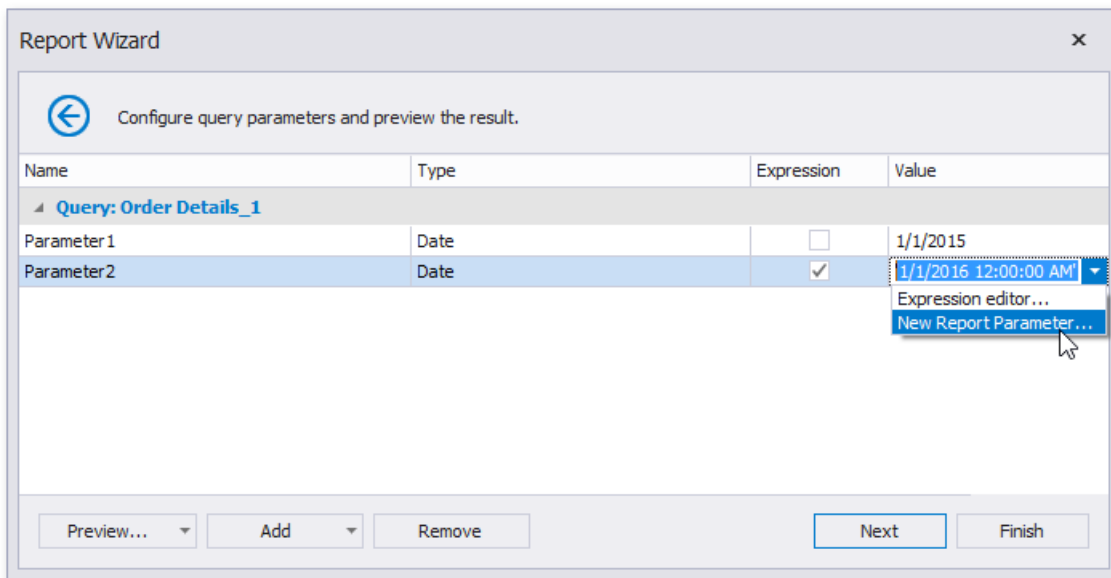 Report Wizard
Configure query parameters and preview the result.
Name Type Expression Value
Query: Order Details_1
Parameter1 Date 1/1/2015
Parameter2 Date 1/1/2016 12:00:00 AM'
Expression editor...
New Report Parameter...
Preview... Add Remove Next Finish